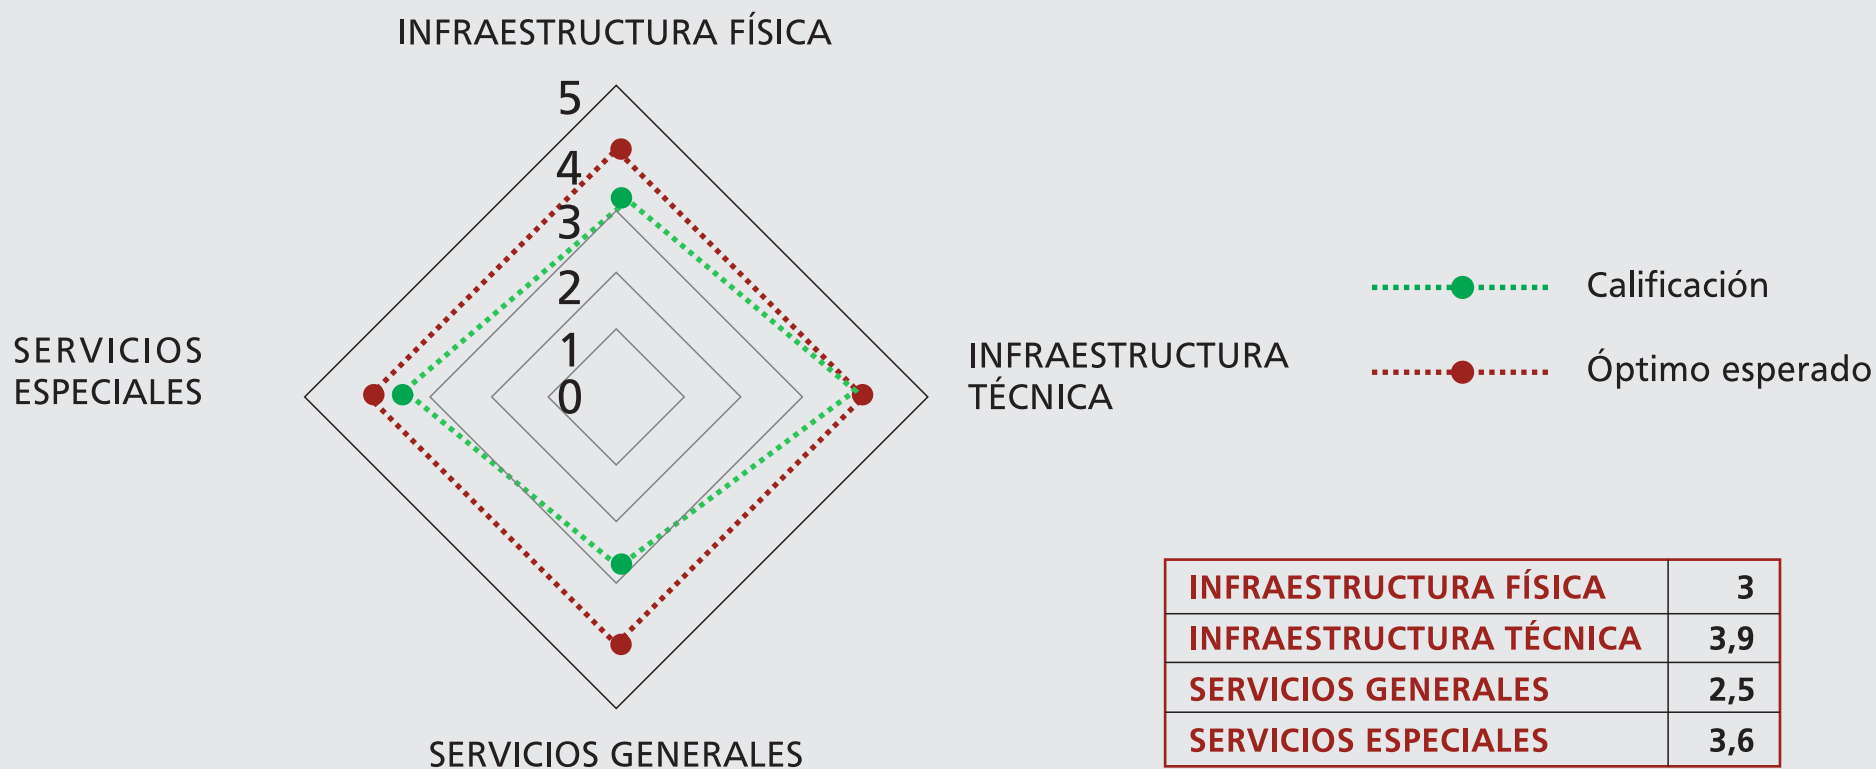 INFRAESTRUCTURA FÍSICA
5
4
3
2
1
0
SERVICIOS
ESPECIALES
INFRAESTRUCTURA
TÉCNICA
SERVICIOS GENERALES
Calificación
Óptimo esperado
INFRAESTRUCTURA FÍSICA 3
INFRAESTRUCTURA TÉCNICA 3,9
SERVICIOS GENERALES 2,5
SERVICIOS ESPECIALES 3,6